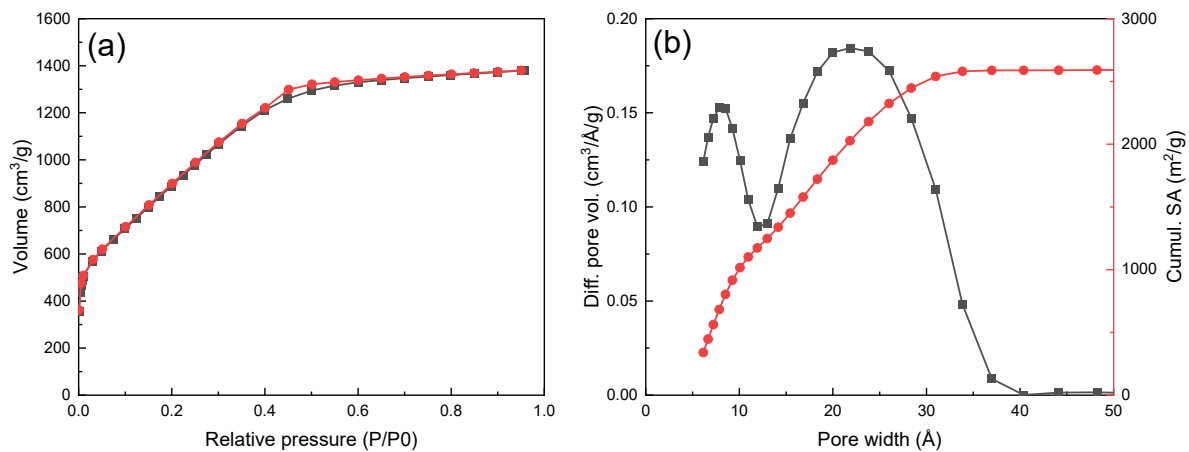 (a)
Volume (cm³/g)
1600
1400
1200
1000
800
600
400
200
0
0.0 0.2 0.4 0.6 0.8 1.0
Relative pressure (P/P0)
(b)
Diff. pore vol. (cm³/Å/g)
0.20
0.15
0.10
0.05
0.00
0 10 20 30 40 50
Pore width (Å)
3000
2000
1000
0
Cumul. SA (m²/g)